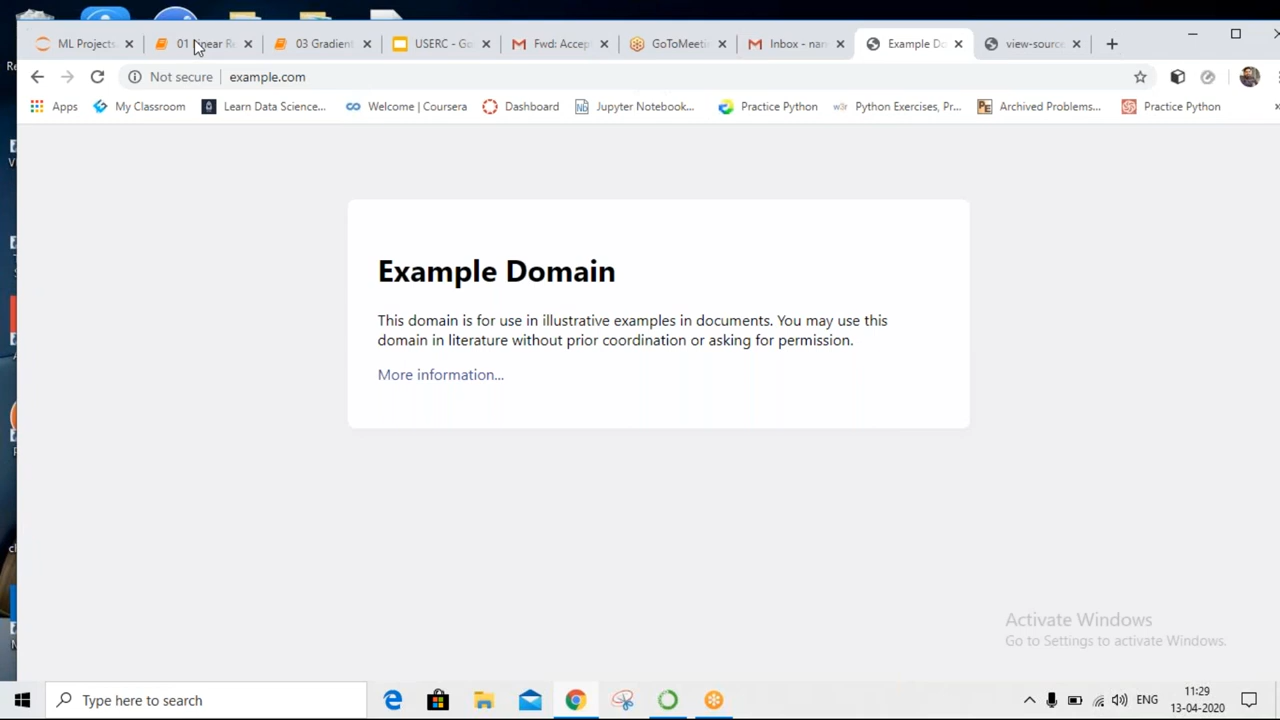 ML Projects
01 Linear Re
03 Gradient
USERC - Go
Fwd: Accep
GoToMeeti
Inbox - nar
Example Do
view-source
Not secure
example.com
Apps
My Classroom
Learn Data Science...
Welcome | Coursera
Dashboard
Jupyter Notebook...
Practice Python
Python Exercises, Pr...
Archived Problems...
Practice Python
Example Domain
This domain is for use in illustrative examples in documents. You may use this
domain in literature without prior coordination or asking for permission.
More information...
Activate Windows
Go to Settings to activate Windows.
Type here to search
ENG
11:29
13-04-2020